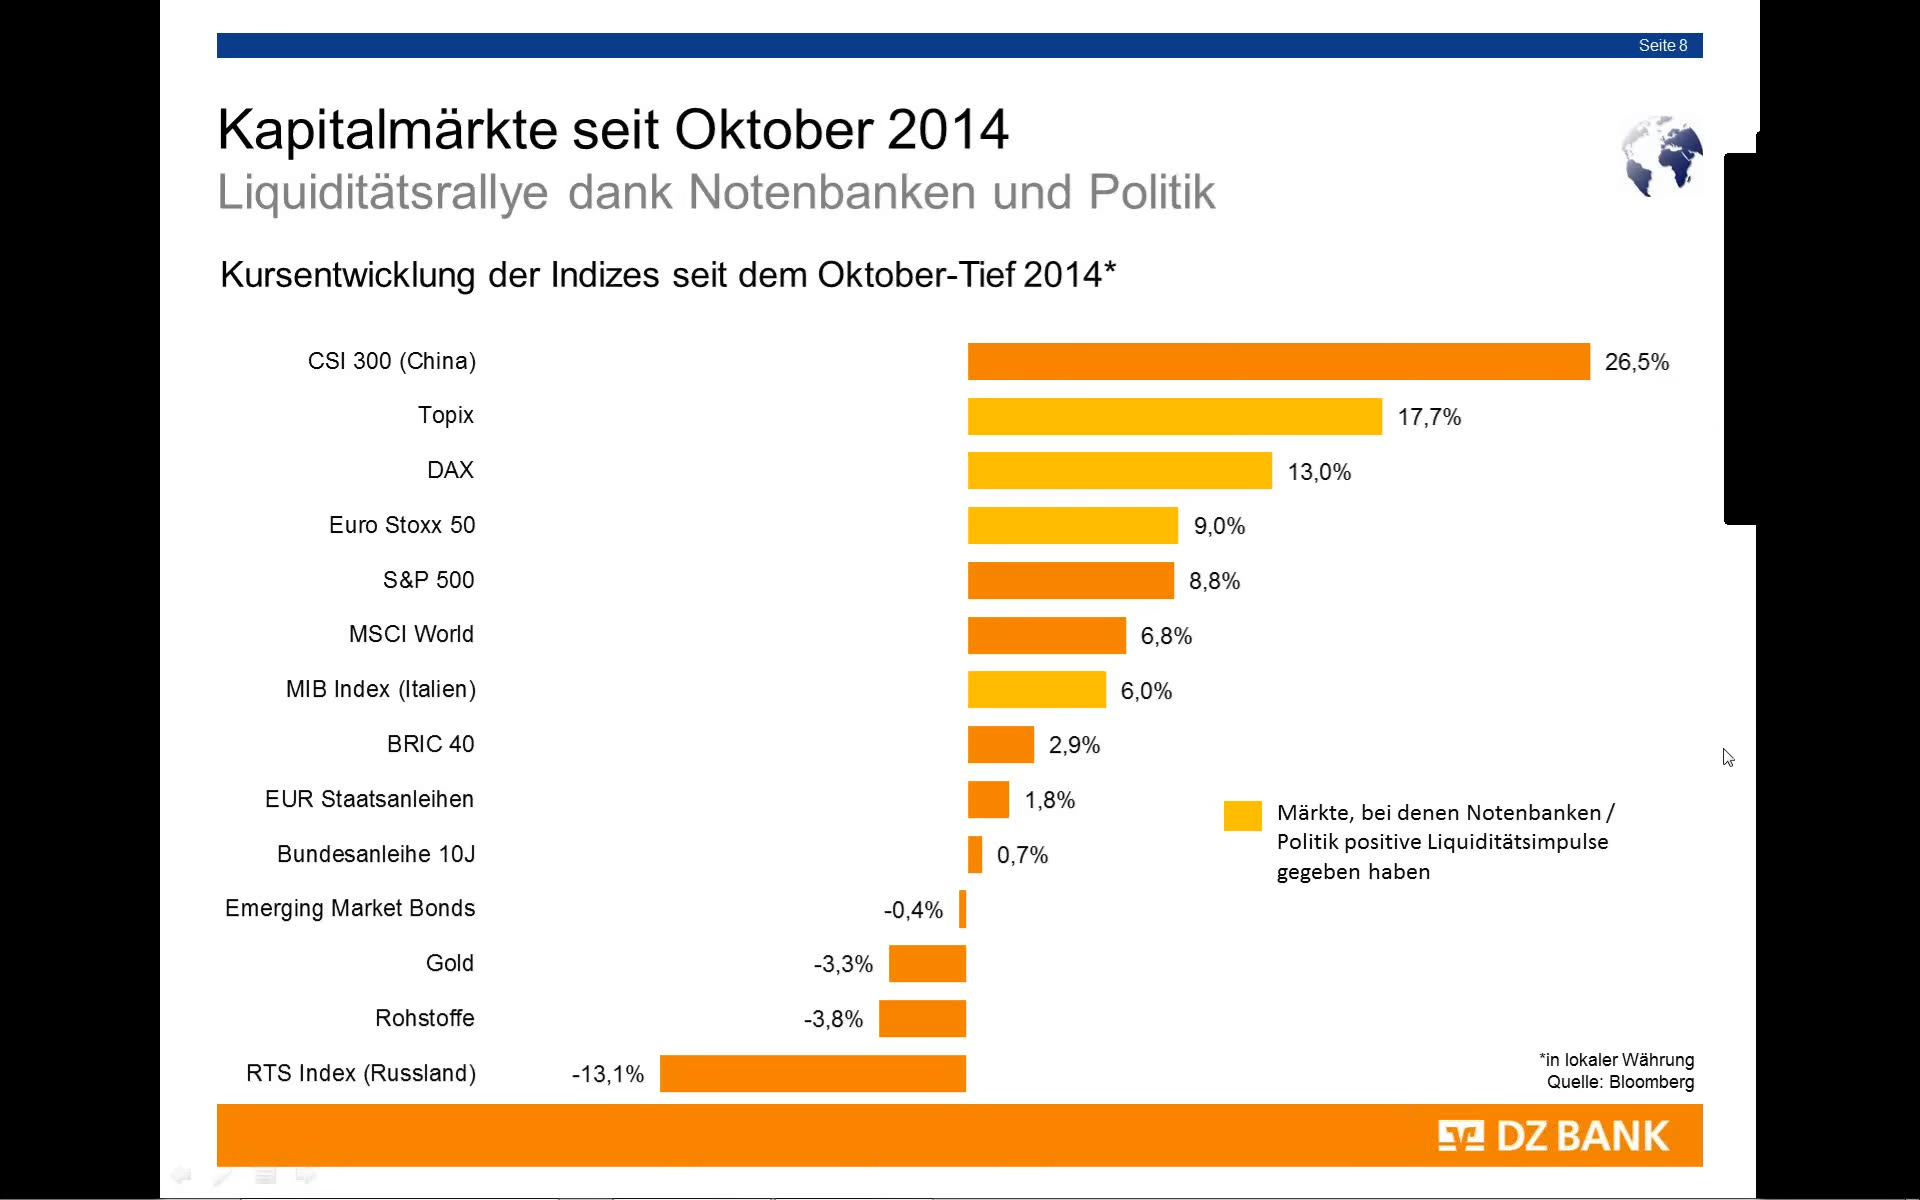 Seite 8
Kapitalmärkte seit Oktober 2014
Liquiditätsrallye dank Notenbanken und Politik
Kursentwicklung der Indizes seit dem Oktober-Tief 2014*
CSI 300 (China) 26,5%
Topix 17,7%
DAX 13,0%
Euro Stoxx 50 9,0%
S&P 500 8,8%
MSCI World 6,8%
MIB Index (Italien) 6,0%
BRIC 40 2,9%
EUR Staatsanleihen 1,8%
Bundesanleihe 10J 0,7%
Emerging Market Bonds -0,4%
Gold -3,3%
Rohstoffe -3,8%
RTS Index (Russland) -13,1%
Märkte, bei denen Notenbanken /
Politik positive Liquiditätsimpulse
gegeben haben
*in lokaler Währung
Quelle: Bloomberg
DZ BANK